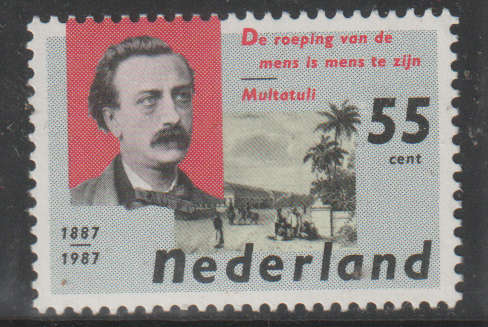 De roeping van de
mens is mens te zijn
Multatuli
55
cent
1887
1987
nederland